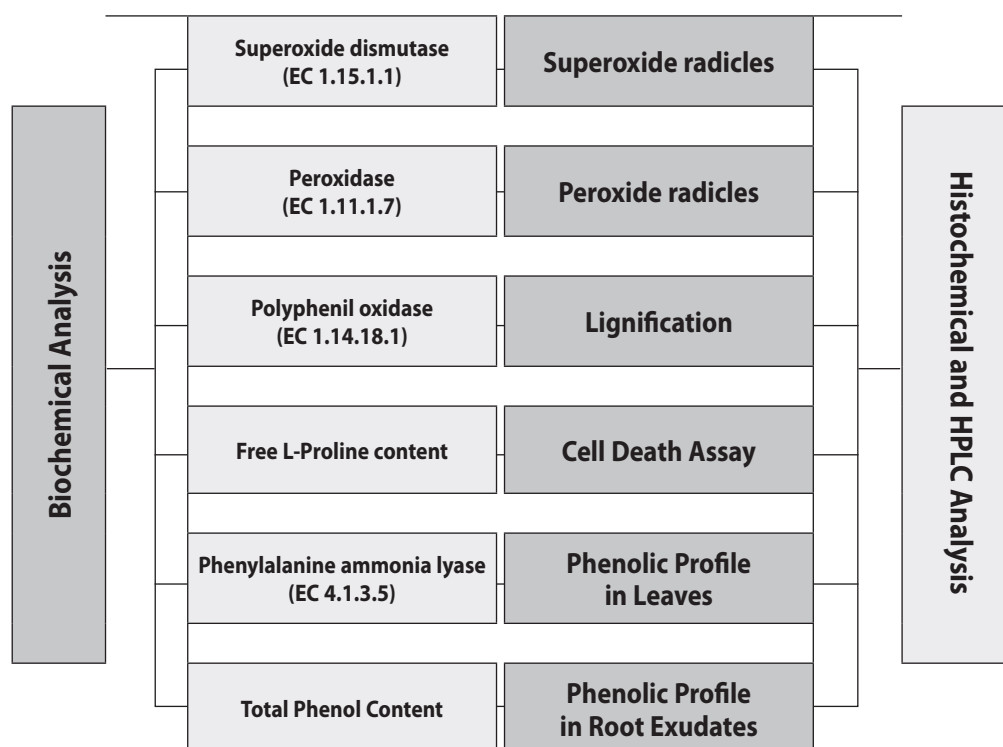 Biochemical Analysis
Superoxide dismutase
(EC 1.15.1.1)
Peroxidase
(EC 1.11.1.7)
Polyphenil oxidase
(EC 1.14.18.1)
Free L-Proline content
Phenylalanine ammonia lyase
(EC 4.1.3.5)
Total Phenol Content
Superoxide radicles
Peroxide radicles
Lignification
Cell Death Assay
Phenolic Profile
in Leaves
Phenolic Profile
in Root Exudates
Histochemical and HPLC Analysis